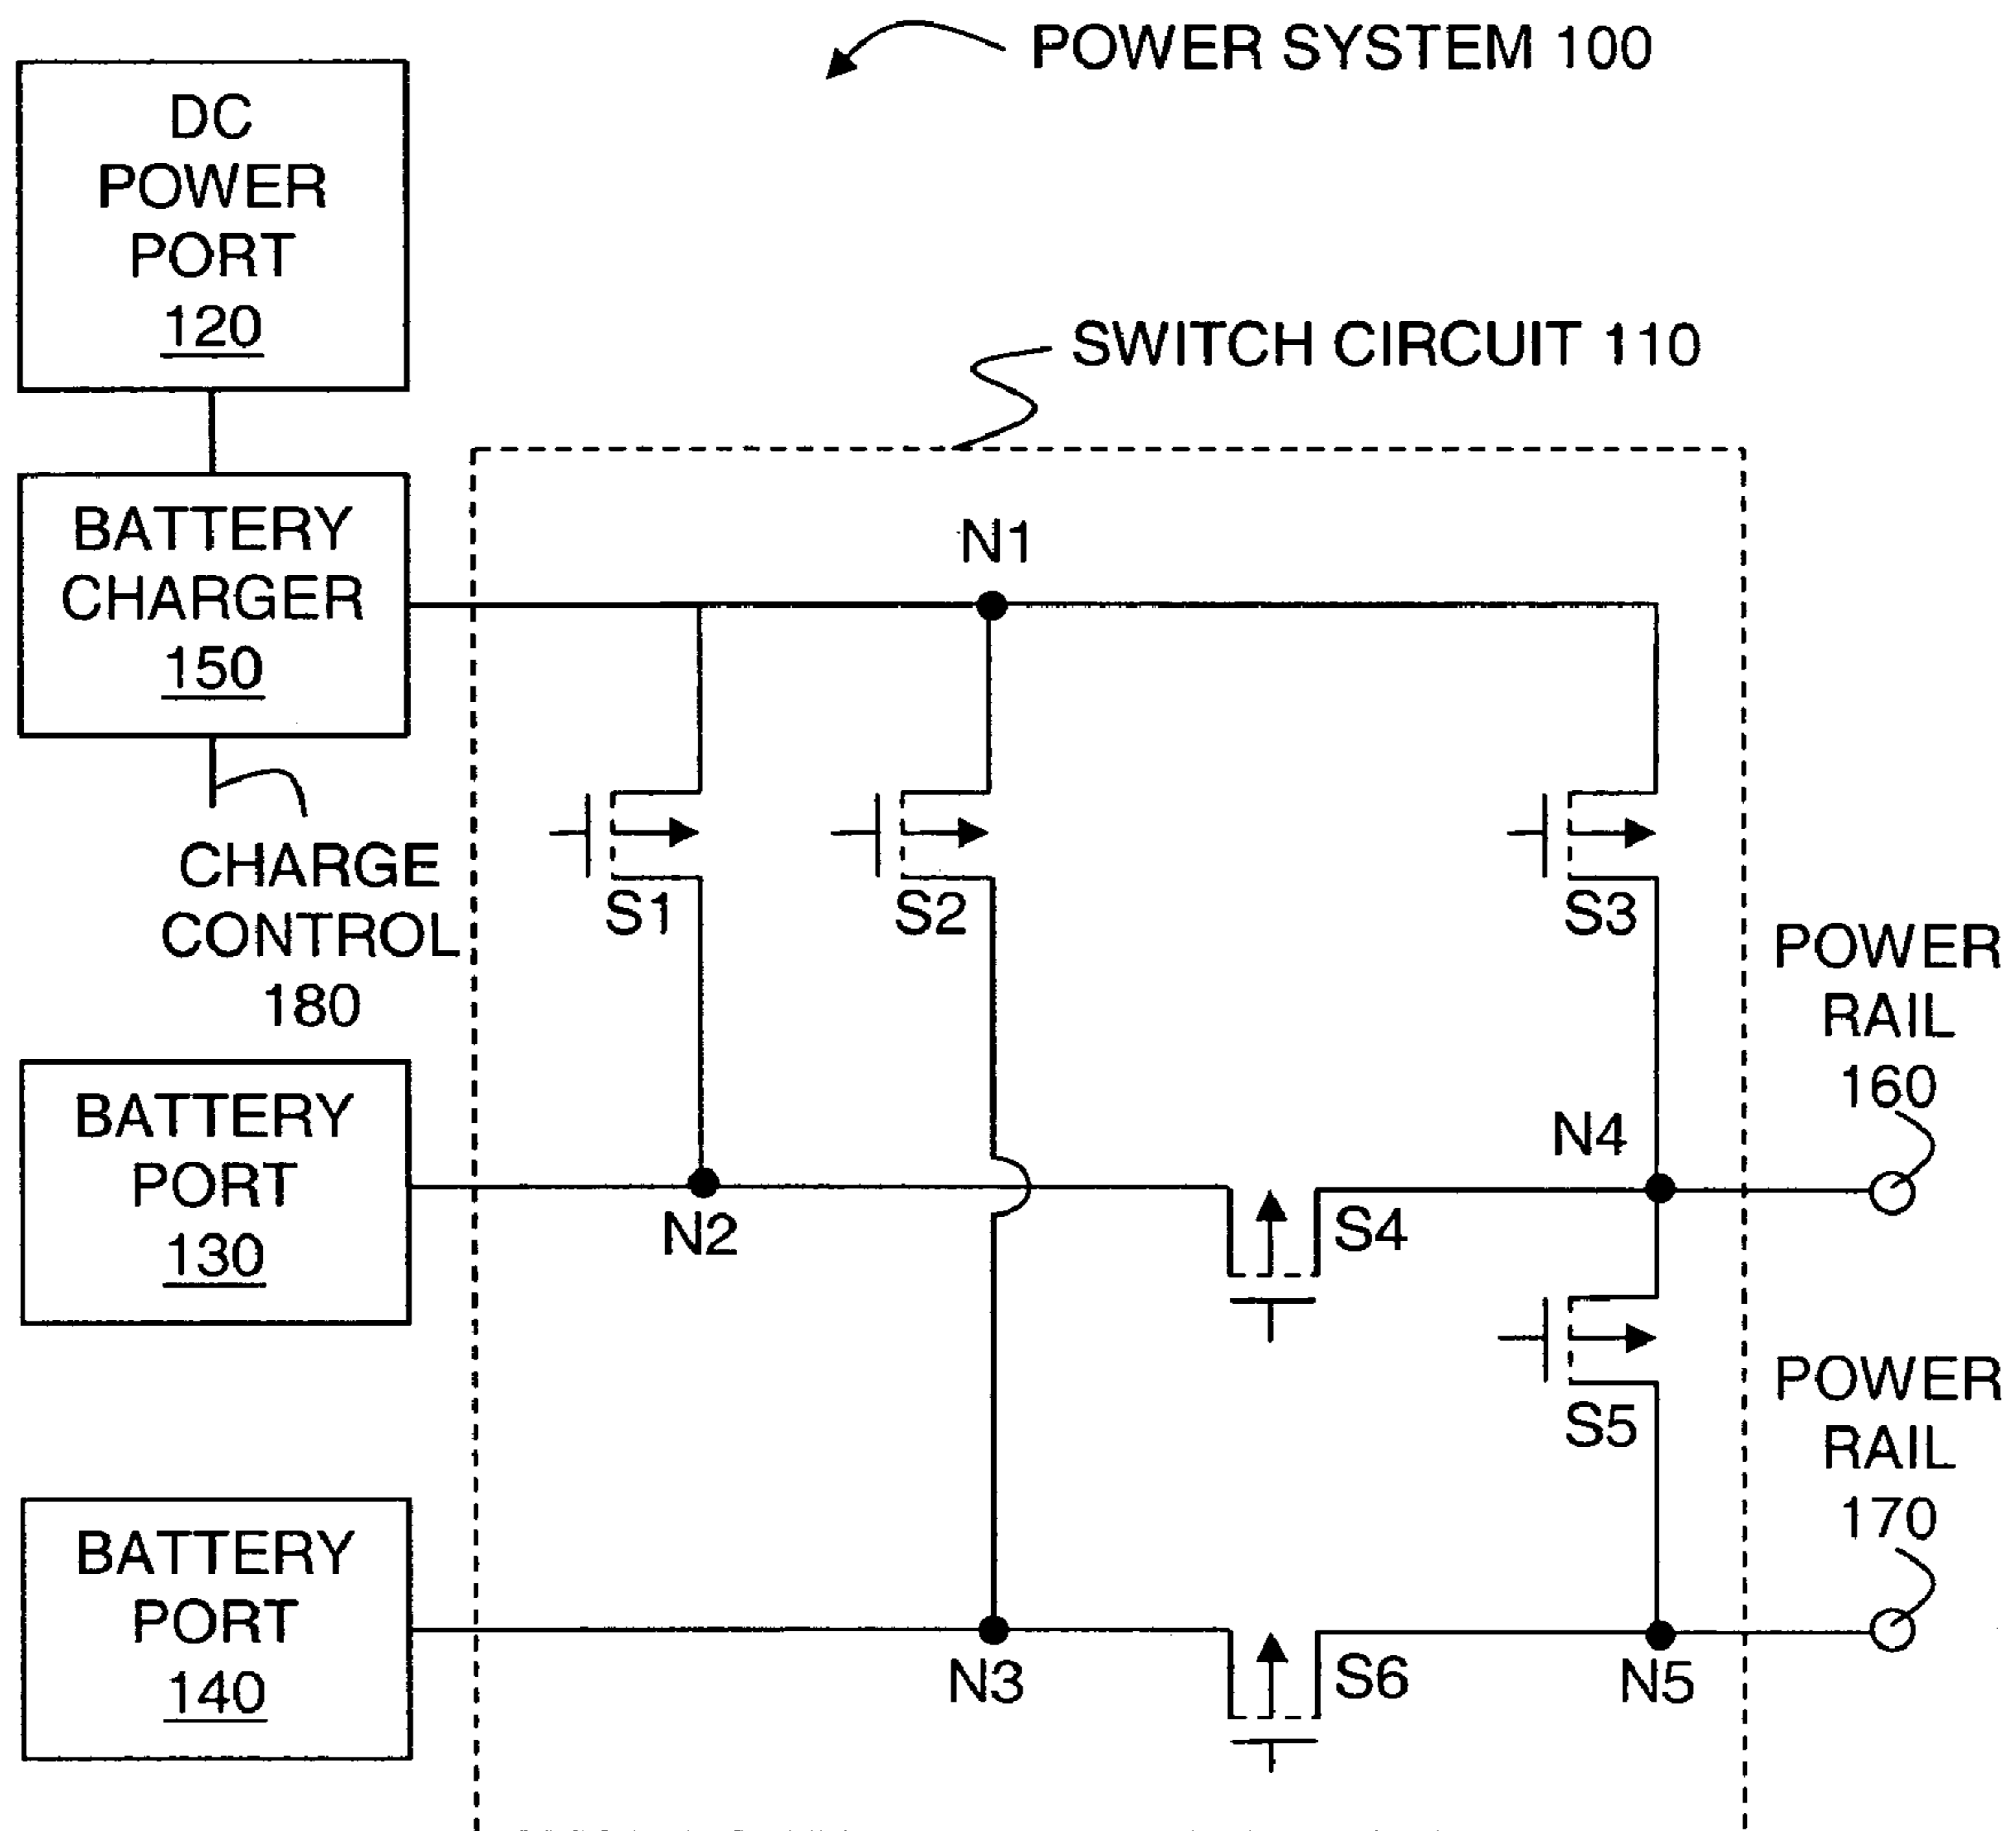 POWER SYSTEM 100
DC
POWER
PORT
120
SWITCH CIRCUIT 110
BATTERY
CHARGER
150
N1
S1
S2
S3
CHARGE
CONTROL
180
POWER
RAIL
160
BATTERY
PORT
130
N2
N4
S4
S5
POWER
RAIL
170
BATTERY
PORT
140
N3
S6
N5